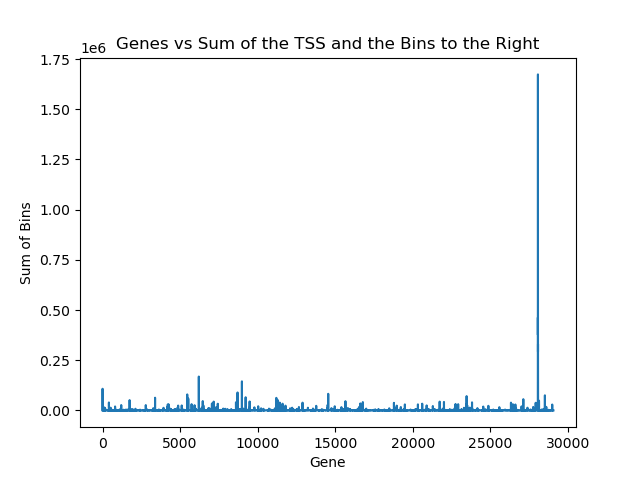 Genes vs Sum of the TSS and the Bins to the Right
1e6
1.75
1.50
1.25
1.00
0.75
0.50
0.25
0.00
Sum of Bins
0 5000 10000 15000 20000 25000 30000
Gene